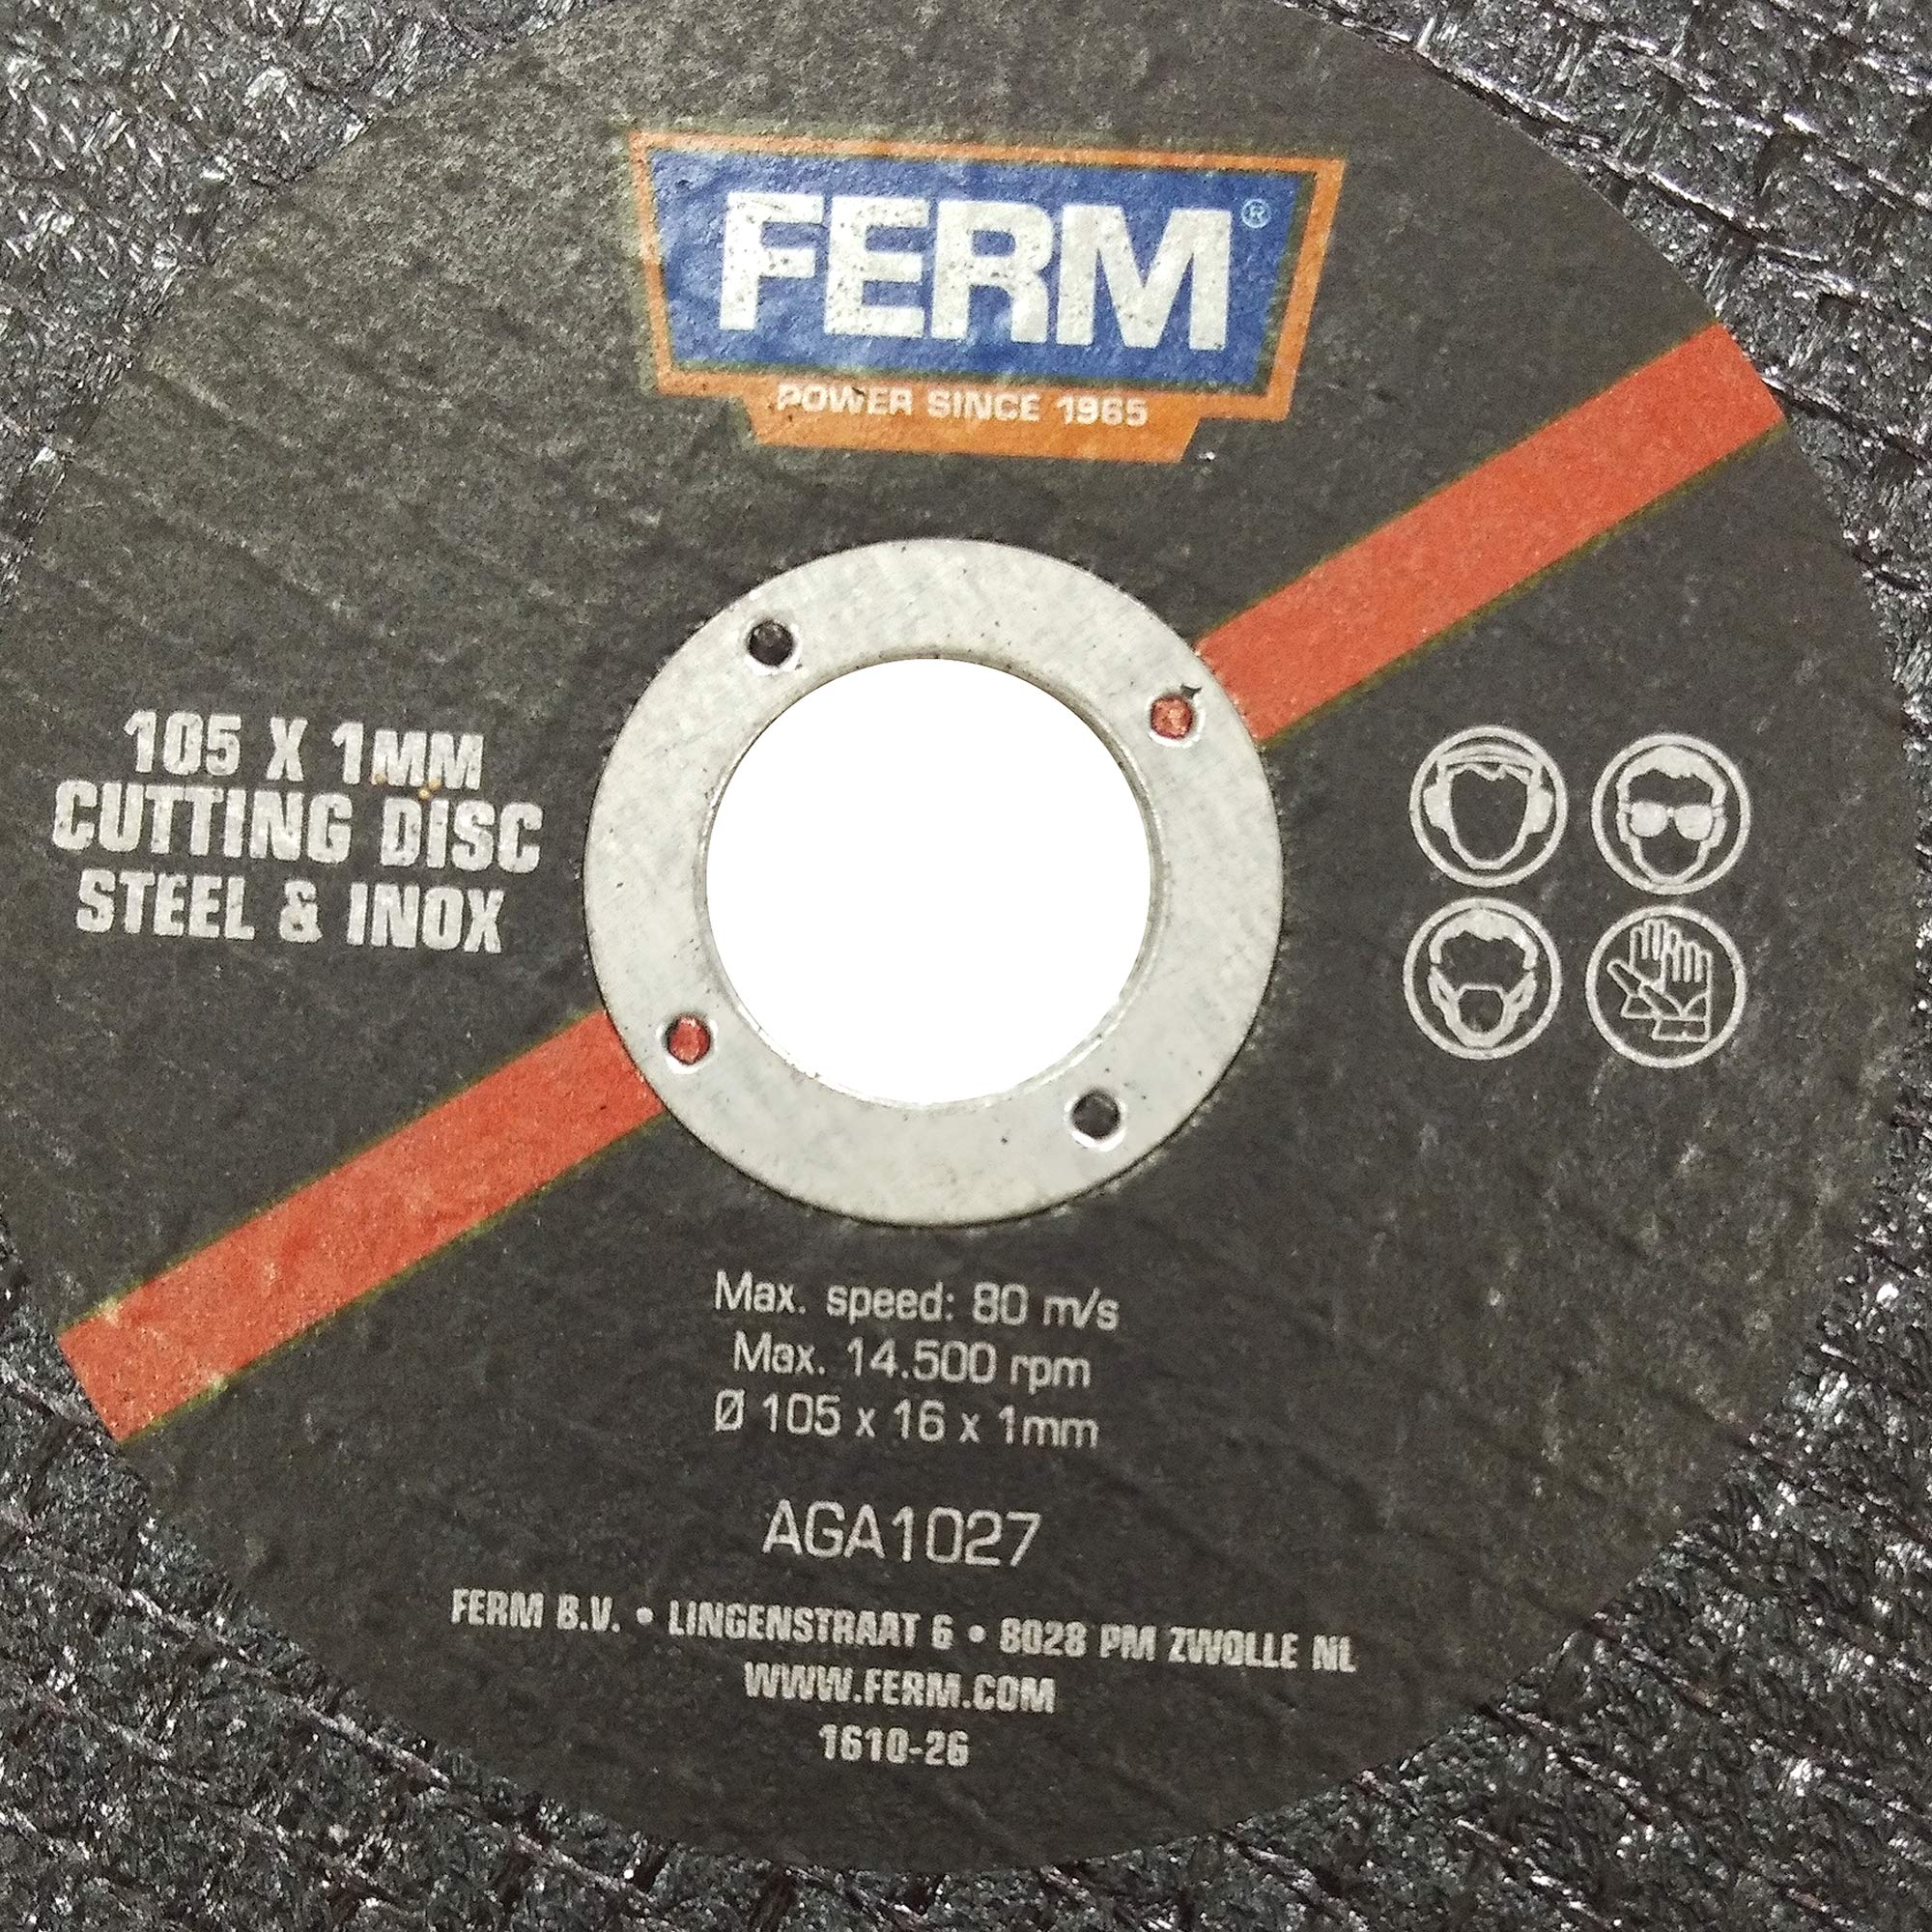 FERM®
POWER SINCE 1965
105 X 1MM
CUTTING DISC
STEEL & INOX
Max. speed: 80 m/s
Max. 14.500 rpm
Ø 105 x 16 x 1mm
AGA1027
FERM B.V. • LINGENSTRAAT 6 • 8028 PM ZWOLLE NL
WWW.FERM.COM
1610-26